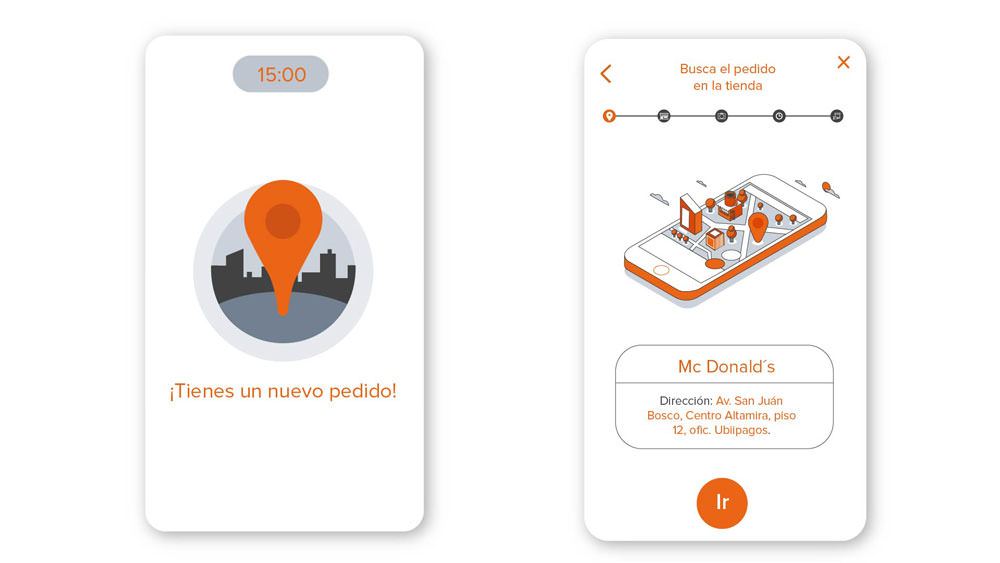 15:00
¡Tienes un nuevo pedido!
Busca el pedido
en la tienda
Mc Donald´s
Dirección: Av. San Juán
Bosco, Centro Altamira, piso
12, ofic. Ubiipagos.
Ir